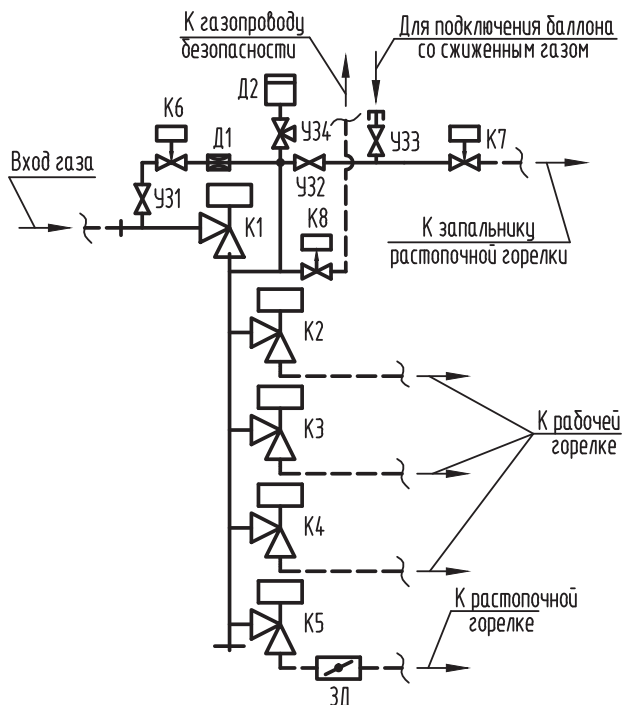 К газопроводу
безопасности
Для подключения баллона
со сжиженным газом
Д2
К6
Д1
УЗ4
УЗ3
К7
Вход газа
УЗ1
УЗ2
К1
К8
К запальнику
растопочной горелки
К2
К3
К рабочей
горелке
К4
К растопочной
горелке
К5
ЗД